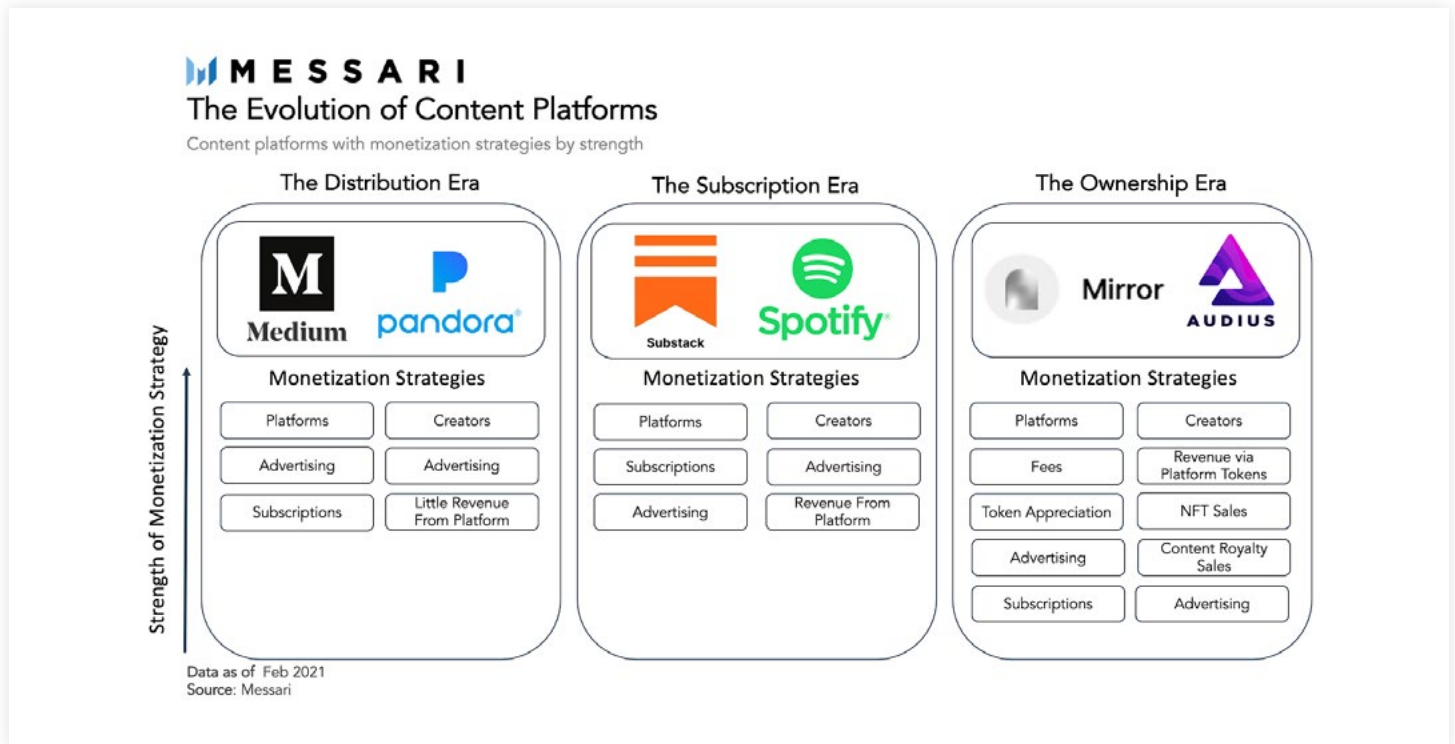 MESSARI
The Evolution of Content Platforms
Content platforms with monetization strategies by strength
The Distribution Era
M
Medium
pandora®
Monetization Strategies
Platforms
Creators
Advertising
Advertising
Subscriptions
Little Revenue
From Platform
The Subscription Era
Substack
Spotify®
Monetization Strategies
Platforms
Creators
Subscriptions
Advertising
Advertising
Revenue From
Platform
The Ownership Era
Mirror
AUDIUS
Monetization Strategies
Platforms
Creators
Fees
Revenue via
Platform Tokens
Token Appreciation
NFT Sales
Advertising
Content Royalty
Sales
Subscriptions
Advertising
Strength of Monetization Strategy
Data as of Feb 2021
Source: Messari